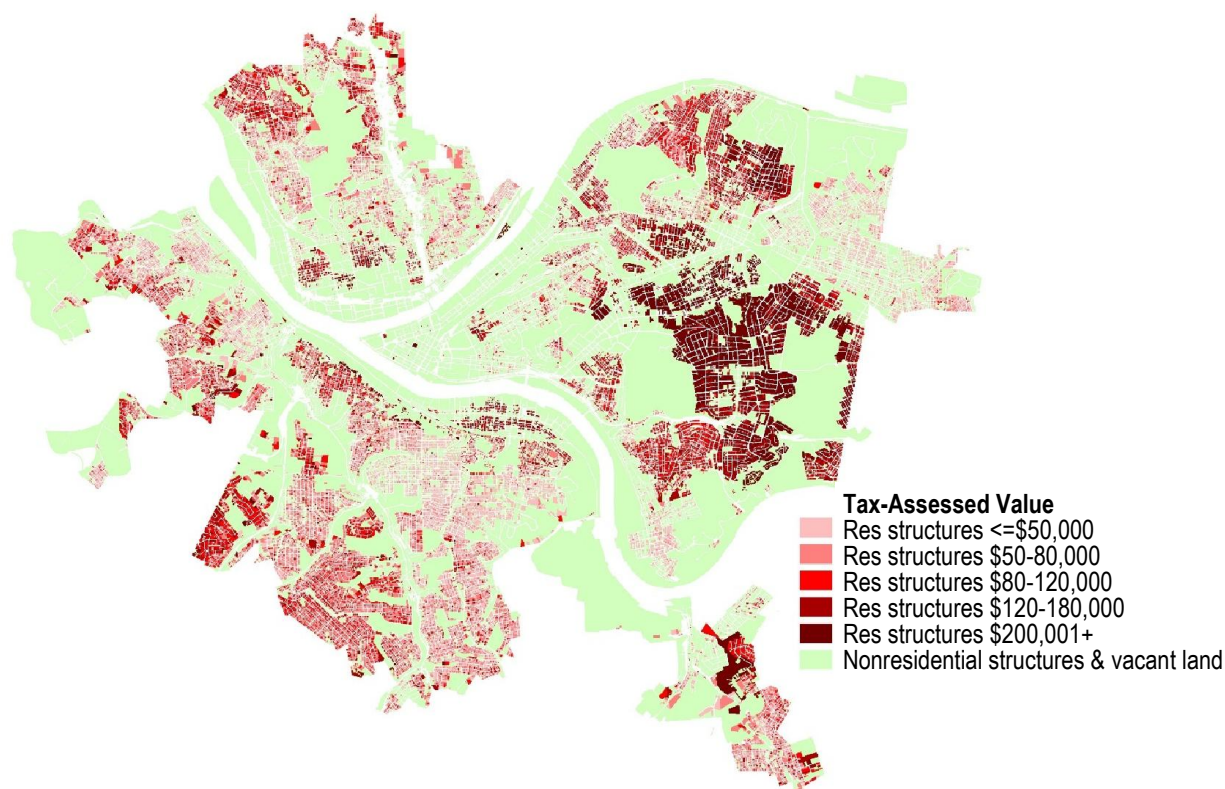 Tax-Assessed Value
Res structures <=$50,000
Res structures $50-80,000
Res structures $80-120,000
Res structures $120-180,000
Res structures $200,001+
Nonresidential structures & vacant land